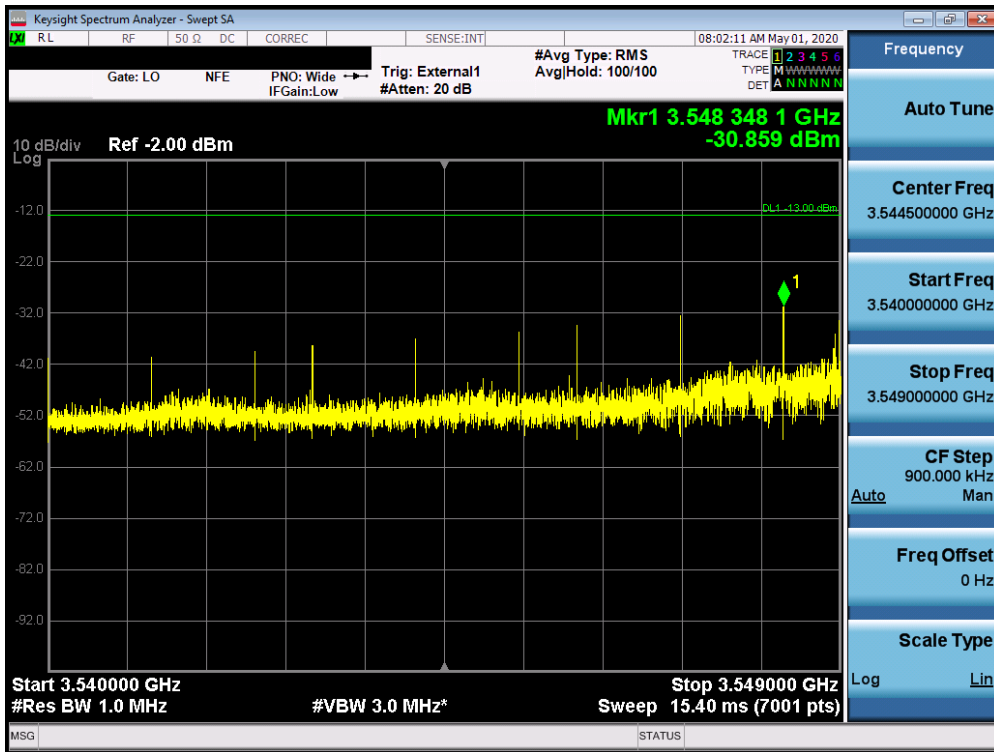 Keysight Spectrum Analyzer - Swept SA
LXI RL RF 50 Ω DC CORREC SENSE:INT 08:02:11 AM May 01, 2020
Gate: LO NFE PNO: Wide Trig: External1 #Avg Type: RMS TRACE 1 2 3 4 5 6
IFGain:Low #Atten: 20 dB Avg|Hold: 100/100 TYPE M WWWWW
DET A N N N N N
Mkr1 3.548 348 1 GHz
-30.859 dBm
10 dB/div Ref -2.00 dBm
Log
DL1 -13.00 dBm
-12.0
-22.0
1
-32.0
-42.0
-52.0
-62.0
-72.0
-82.0
-92.0
Start 3.540000 GHz Stop 3.549000 GHz
#Res BW 1.0 MHz #VBW 3.0 MHz* Sweep 15.40 ms (7001 pts)
MSG STATUS
Frequency
Auto Tune
Center Freq
3.544500000 GHz
Start Freq
3.540000000 GHz
Stop Freq
3.549000000 GHz
CF Step
900.000 kHz
Auto Man
Freq Offset
0 Hz
Scale Type
Log Lin